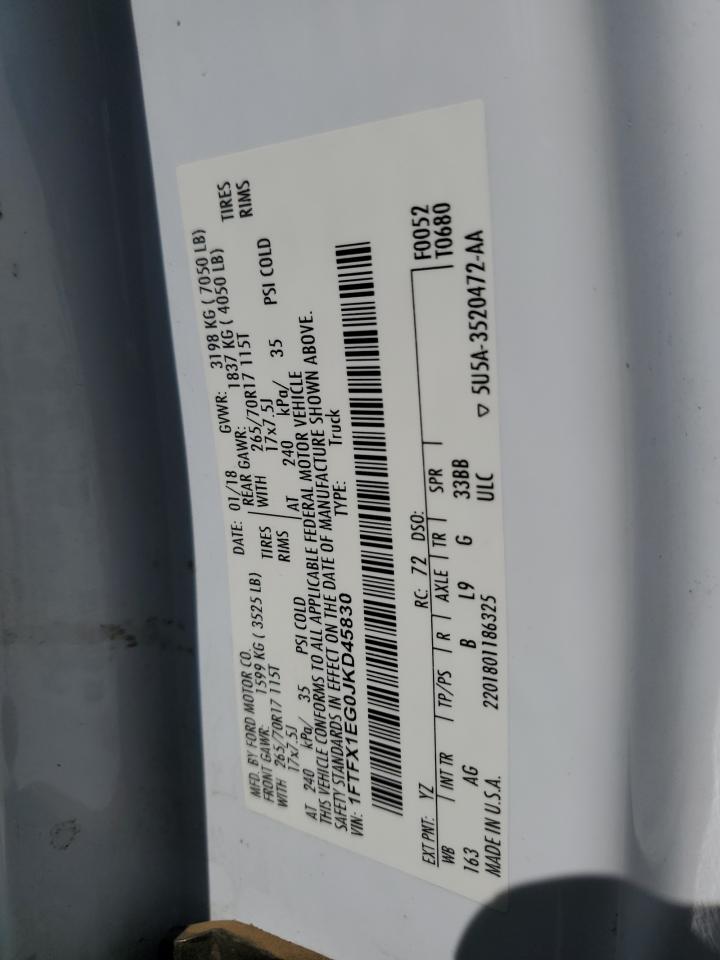 MFD. BY FORD MOTOR CO.
DATE: 01/18 GVWR: 3198 KG ( 7050 LB)
FRONT GAWR: 1599 KG ( 3525 LB) REAR GAWR: 1837 KG ( 4050 LB)
WITH 265/70R17 115T TIRES WITH 265/70R17 115T TIRES
17x7.5J RIMS 17x7.5J RIMS
AT 240 kPa/ 35 PSI COLD AT 240 kPa/ 35 PSI COLD
THIS VEHICLE CONFORMS TO ALL APPLICABLE FEDERAL MOTOR VEHICLE
SAFETY STANDARDS IN EFFECT ON THE DATE OF MANUFACTURE SHOWN ABOVE.
VIN: 1FTFX1EG0JKD45830 TYPE: Truck
F0052
T0680
EXT PNT: YZ RC: 72 DSO:
WB INT TR TP/PS R AXLE TR SPR
163 AG B L9 G 33BB
MADE IN U.S.A. 2201801186325 ULC ▽ 5U5A-3520472-AA